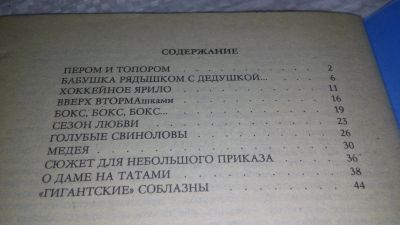 СОДЕРЖАНИЕ
ПЕРОМ И ТОПОРОМ . . . . . . . 2
БАБУШКА РЯДЫШКОМ С ДЕДУШКОЙ... . . . 6
ХОККЕЙНОЕ ЯРИЛО . . . . . . . 11
ВВЕРХ ВТОРМАшками . . . . . . . 16
БОКС, БОКС, БОКС... . . . . . . . 19
СЕЗОН ЛЮБВИ . . . . . . . . 23
ГОЛУБЫЕ СВИНОЛОВЫ . . . . . . . 26
МЕДЕЯ . . . . . . . . . 30
СЮЖЕТ ДЛЯ НЕБОЛЬШОГО ПРИКАЗА . . . . 36
О ДАМЕ НА ТАТАМИ . . . . . . . 38
«ГИГАНТСКИЕ» СОБЛАЗНЫ . . . . . . 44